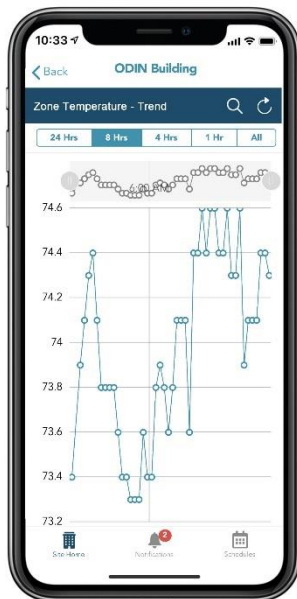 10:33
Back ODIN Building
Zone Temperature - Trend
24 Hrs 8 Hrs 4 Hrs 1 Hr All
74.6
74.4
74.2
74
73.8
73.6
73.4
73.2
2
Site Home Notifications Schedules